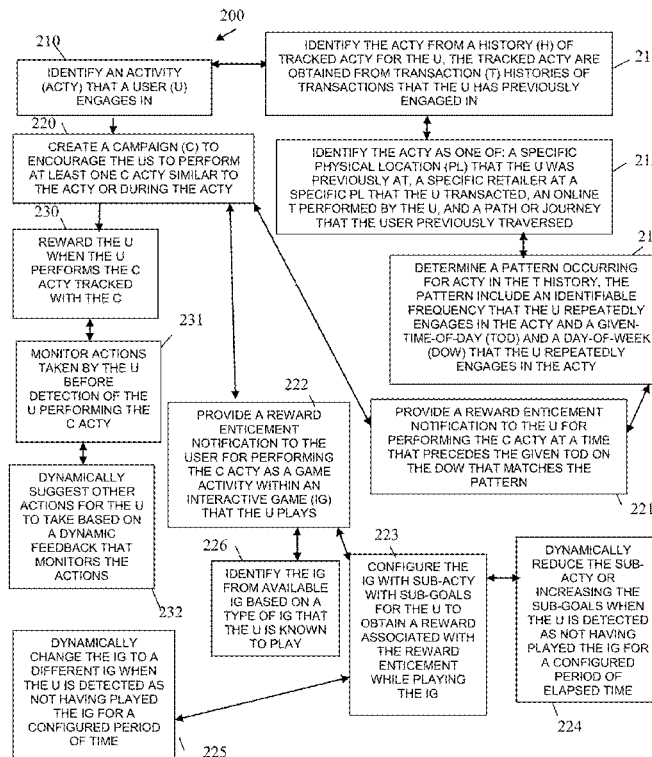 200
210
IDENTIFY AN ACTIVITY
(ACTY) THAT A USER (U)
ENGAGES IN
IDENTIFY THE ACTY FROM A HISTORY (H) OF
TRACKED ACTY FOR THE U, THE TRACKED ACTY ARE
OBTAINED FROM TRANSACTION (T) HISTORIES OF
TRANSACTIONS THAT THE U HAS PREVIOUSLY
ENGAGED IN
220
CREATE A CAMPAIGN (C) TO
ENCOURAGE THE US TO PERFORM
AT LEAST ONE C ACTY SIMILAR TO
THE ACTY OR DURING THE ACTY
IDENTIFY THE ACTY AS ONE OF: A SPECIFIC
PHYSICAL LOCATION (PL) THAT THE U WAS
PREVIOUSLY AT, A SPECIFIC RETAILER AT A
SPECIFIC PL THAT THE U TRANSACTED, AN ONLINE
T PERFORMED BY THE U, AND A PATH OR JOURNEY
THAT THE USER PREVIOUSLY TRAVERSED
230
REWARD THE U
WHEN THE U
PERFORMS THE C
ACTY TRACKED
WITH THE C
DETERMINE A PATTERN OCCURRING
FOR ACTY IN THE T HISTORY, THE
PATTERN INCLUDE AN IDENTIFIABLE
FREQUENCY THAT THE U REPEATEDLY
ENGAGES IN THE ACTY AND A GIVEN-
TIME-OF-DAY (TOD) AND A DAY-OF-WEEK
(DOW) THAT THE U REPEATEDLY
ENGAGES IN THE ACTY
231
MONITOR ACTIONS
TAKEN BY THE U
BEFORE
DETECTION OF THE
U PERFORMING THE
C ACTY
222
PROVIDE A REWARD
ENTICEMENT
NOTIFICATION TO THE
USER FOR PERFORMING
THE C ACTY AS A GAME
ACTIVITY WITHIN AN
INTERACTIVE GAME (IG)
THAT THE U PLAYS
PROVIDE A REWARD ENTICEMENT
NOTIFICATION TO THE U FOR
PERFORMING THE C ACTY AT A TIME
THAT PRECEDES THE GIVEN TOD ON
THE DOW THAT MATCHES THE
PATTERN
221
DYNAMICALLY
SUGGEST OTHER
ACTIONS FOR THE U
TO TAKE BASED ON
A DYNAMIC
FEEDBACK THAT
MONITORS THE
ACTIONS
232
226
IDENTIFY THE IG
FROM AVAILABLE
IG BASED ON A
TYPE OF IG THAT
THE U IS KNOWN
TO PLAY
223
CONFIGURE THE
IG WITH SUB-ACTY
WITH SUB-GOALS
FOR THE U TO
OBTAIN A REWARD
ASSOCIATED WITH
THE REWARD
ENTICEMENT
WHILE PLAYING
THE IG
DYNAMICALLY
REDUCE THE SUB-
ACTY OR
INCREASING THE
SUB-GOALS WHEN
THE U IS DETECTED
AS NOT HAVING
PLAYED THE IG FOR
A CONFIGURED
PERIOD OF
ELAPSED TIME
224
DYNAMICALLY
CHANGE THE IG TO A
DIFFERENT IG WHEN
THE U IS DETECTED AS
NOT HAVING PLAYED
THE IG FOR A
CONFIGURED PERIOD
OF TIME
225